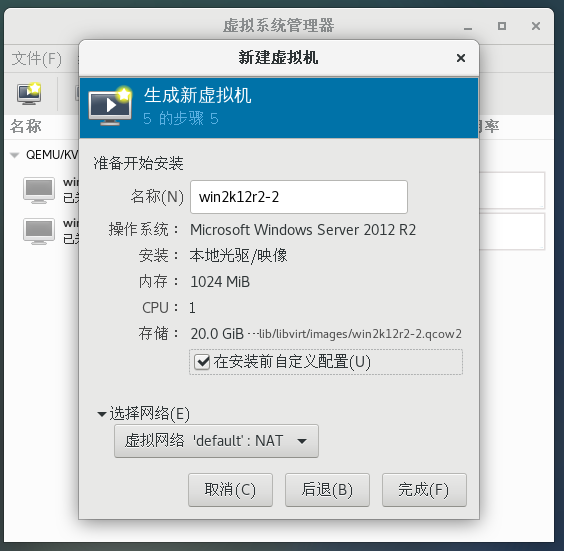 虚拟系统管理器
文件(F)
新建虚拟机
生成新虚拟机
5 的步骤 5
名称
率
QEMU/KV
准备开始安装
名称(N) win2k12r2-2
操作系统： Microsoft Windows Server 2012 R2
安装： 本地光驱/映像
内存： 1024 MiB
CPU： 1
存储： 20.0 GiB ···lib/libvirt/images/win2k12r2-2.qcow2
在安装前自定义配置(U)
win
已关
win
已关
选择网络(E)
虚拟网络 'default' : NAT
取消(C) 后退(B) 完成(F)